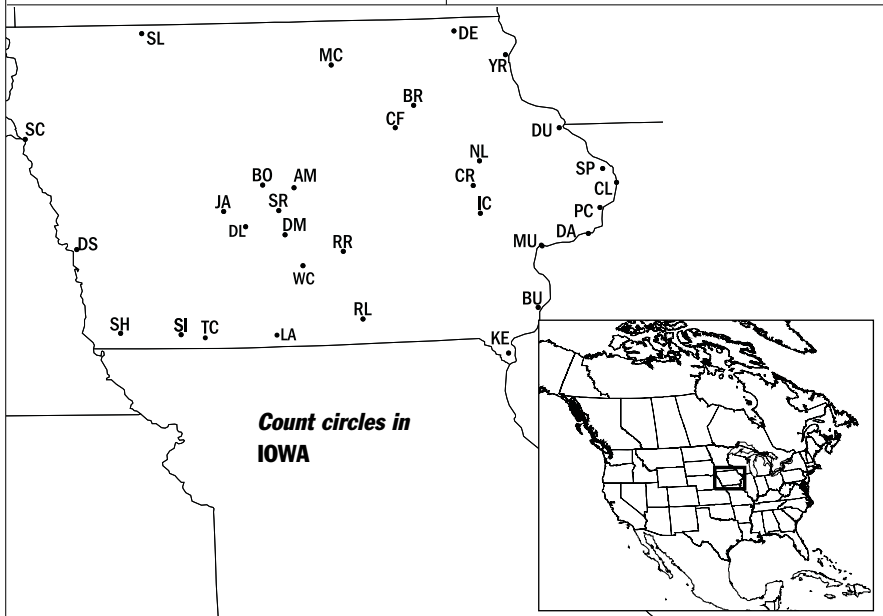 SL
DE
MC
YR
BR
CF
SC
DU
NL
SP
BO
AM
CR
CL
JA
SR
IC
PC
DL
DM
DA
DS
RR
MU
WC
BU
RL
SH
SI
TC
LA
KE
Count circles in
IOWA